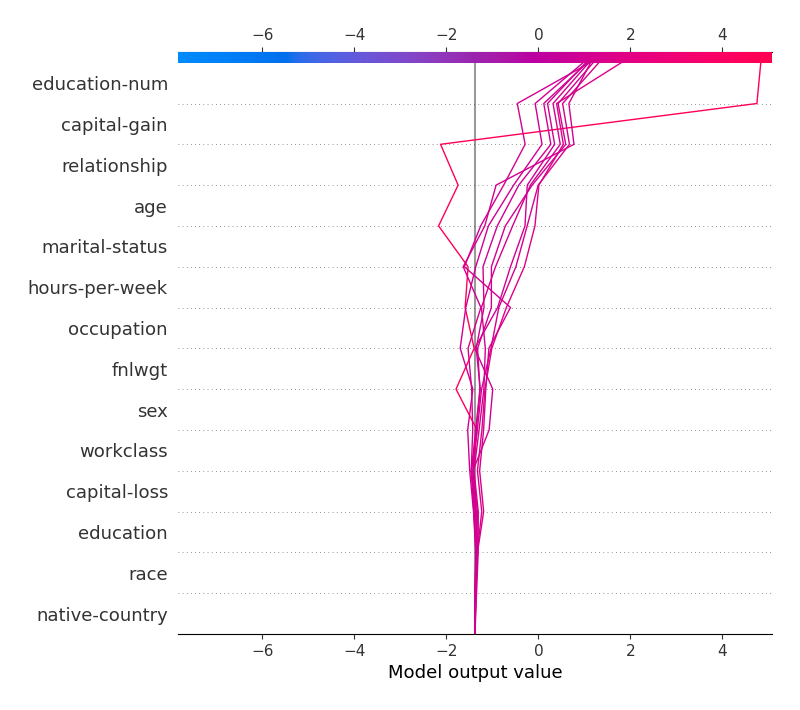 −6 −4 −2 0 2 4
education-num
capital-gain
relationship
age
marital-status
hours-per-week
occupation
fnlwgt
sex
workclass
capital-loss
education
race
native-country
−6 −4 −2 0 2 4
Model output value